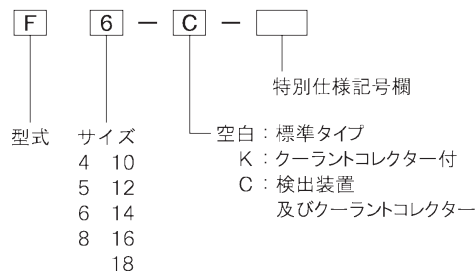 F 6 － C －
特別仕様記号欄
型式 サイズ 空白：標準タイプ
4 10 K：クーラントコレクター付
5 12 C：検出装置
6 14 及びクーラントコレクター
8 16
18